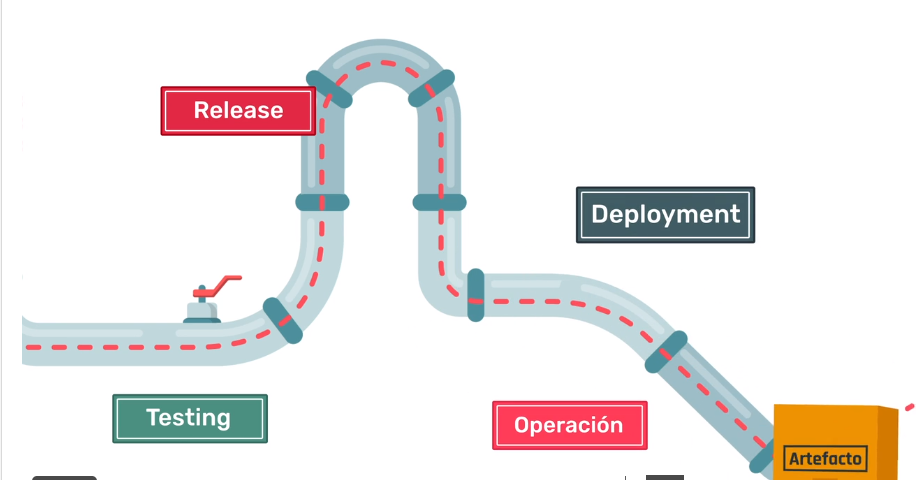 Release
Deployment
Testing
Operación
Artefacto